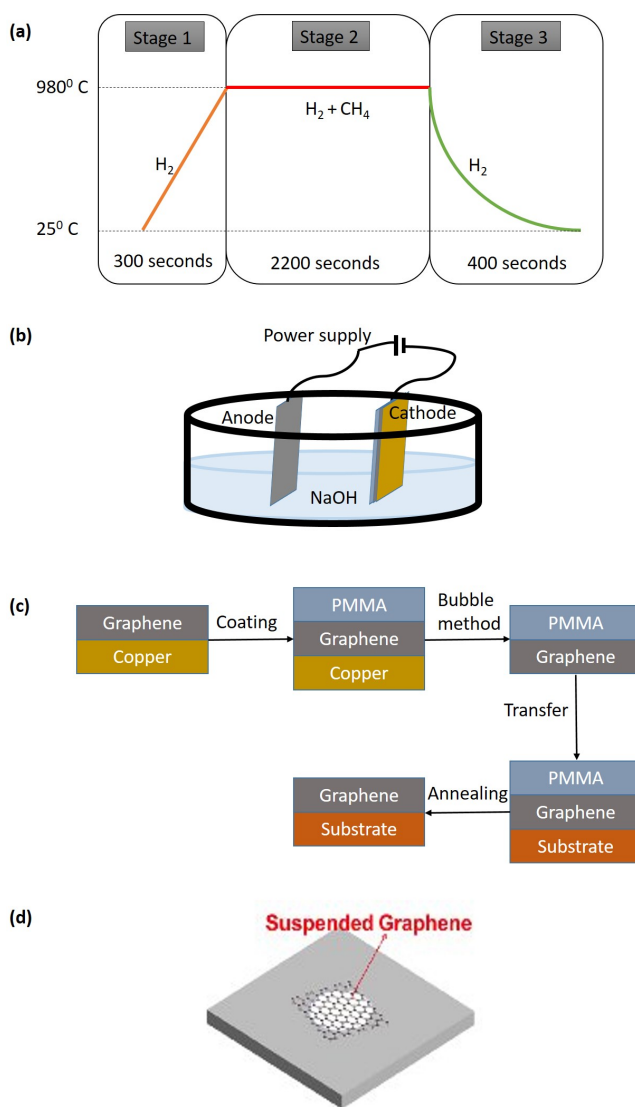 (a)
Stage 1
Stage 2
Stage 3
980⁰ C
H₂ + CH₄
H₂
H₂
25⁰ C
300 seconds
2200 seconds
400 seconds
(b)
Power supply
Anode
Cathode
NaOH
(c)
PMMA
Bubble
method
Graphene
Coating
Graphene
PMMA
Copper
Copper
Graphene
Transfer
PMMA
Graphene
Annealing
Graphene
Substrate
Substrate
(d)
Suspended Graphene